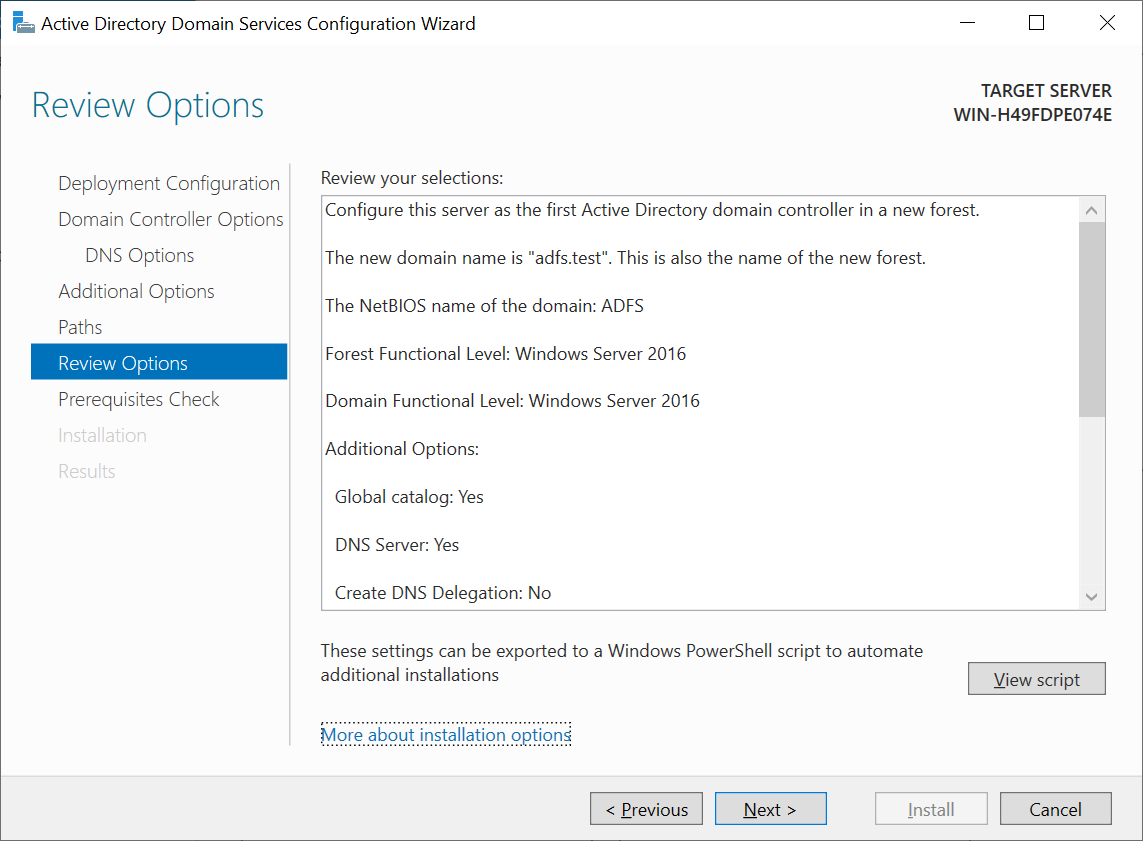 Active Directory Domain Services Configuration Wizard
Review Options
TARGET SERVER
WIN-H49FDPE074E
Deployment Configuration
Domain Controller Options
DNS Options
Additional Options
Paths
Review Options
Prerequisites Check
Installation
Results
Review your selections:
Configure this server as the first Active Directory domain controller in a new forest.
The new domain name is "adfs.test". This is also the name of the new forest.
The NetBIOS name of the domain: ADFS
Forest Functional Level: Windows Server 2016
Domain Functional Level: Windows Server 2016
Additional Options:
Global catalog: Yes
DNS Server: Yes
Create DNS Delegation: No
These settings can be exported to a Windows PowerShell script to automate
additional installations
View script
More about installation options
< Previous
Next >
Install
Cancel